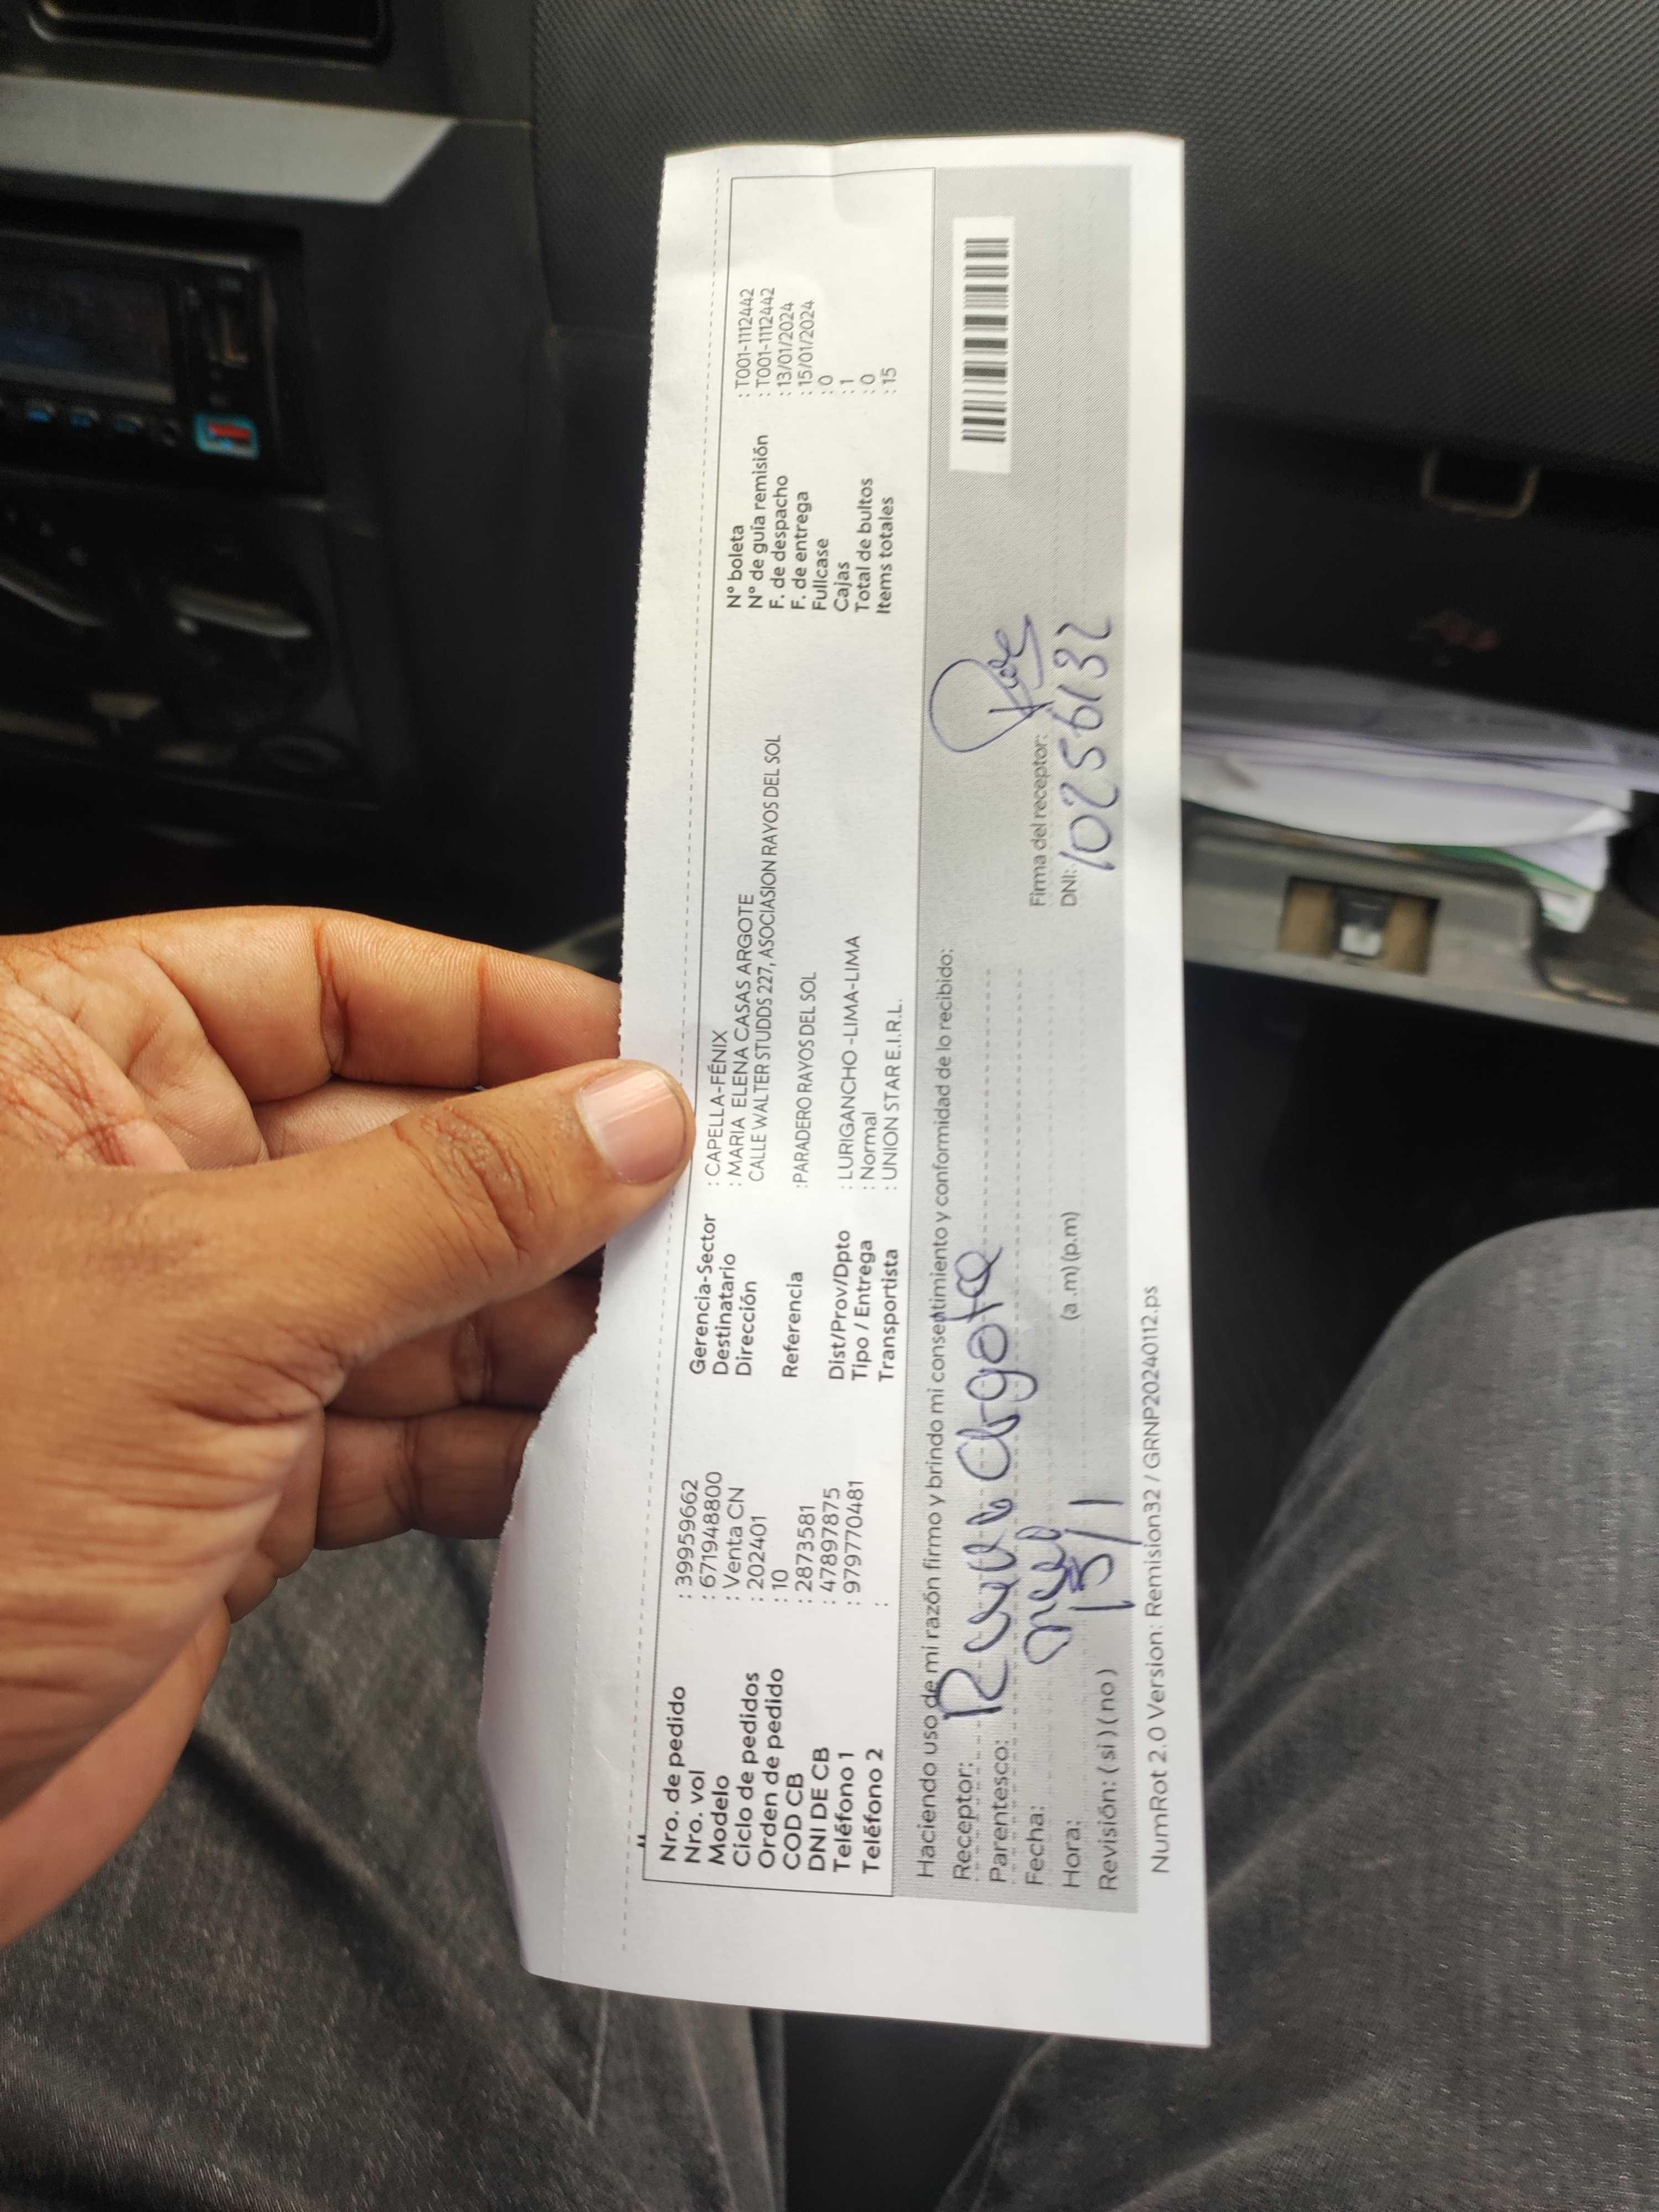 Nro. de pedido : 39959662
Nro. vol : 671948800
Modelo : Venta CN
Ciclo de pedidos : 202401
Orden de pedido : 10
COD CB : 2873581
DNI DE CB : 47897875
Teléfono 1 : 979770481
Teléfono 2 :
Gerencia-Sector : CAPELLA-FÉNIX
Destinatario : MARIA ELENA CASAS ARGOTE
Dirección CALLE WALTER STUDDS 227, ASOCIASION RAYOS DEL SOL
Referencia :PARADERO RAYOS DEL SOL
Dist/Prov/Dpto : LURIGANCHO -LIMA-LIMA
Tipo / Entrega : Normal
Transportista : UNION STAR E.I.R.L.
N° boleta : T001-1112442
N° de guía remisión : T001-1112442
F. de despacho : 13/01/2024
F. de entrega : 15/01/2024
Fullcase : 0
Cajas : 1
Total de bultos : 0
Items totales : 15
Haciendo uso de mi razón firmo y brindo mi consentimiento y conformidad de lo recibido:
Receptor: Argote
Parentesco:
Fecha: 15/1
Hora: (a .m) (p.m)
Revisión: ( si ) ( no )
Firma del receptor:
DNI: 10256132
NumRot 2.0 Version: Remision32 / GRNP20240112.ps